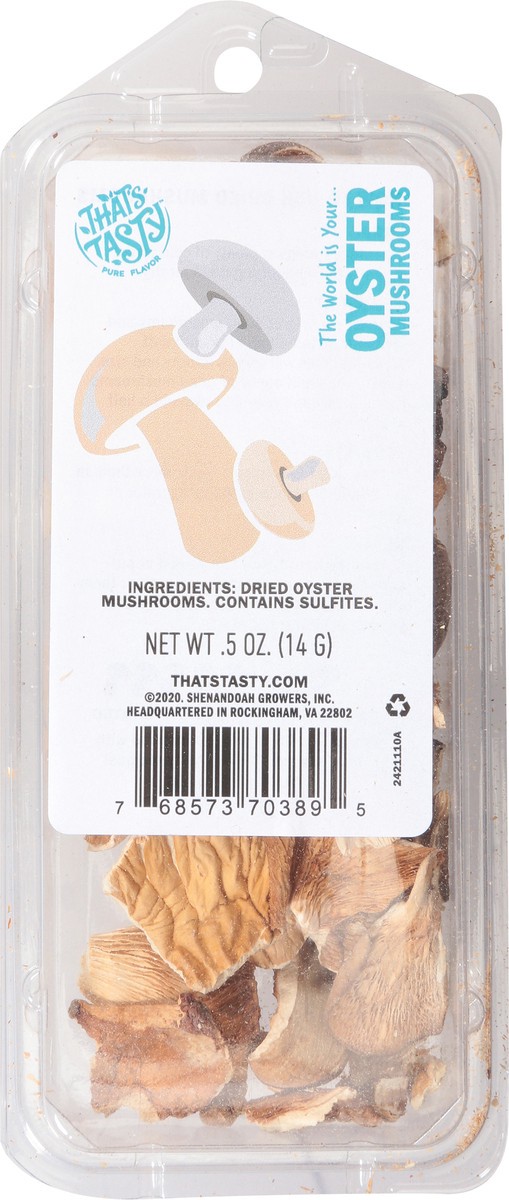 THAT'S
TASTY
PURE FLAVOR
The World is Your...
OYSTER
MUSHROOMS
INGREDIENTS: DRIED OYSTER
MUSHROOMS. CONTAINS SULFITES.
NET WT .5 OZ. (14 G)
THATSTASTY.COM
©2020. SHENANDOAH GROWERS, INC.
HEADQUARTERED IN ROCKINGHAM, VA 22802
2421110A
7 68573 70389 5